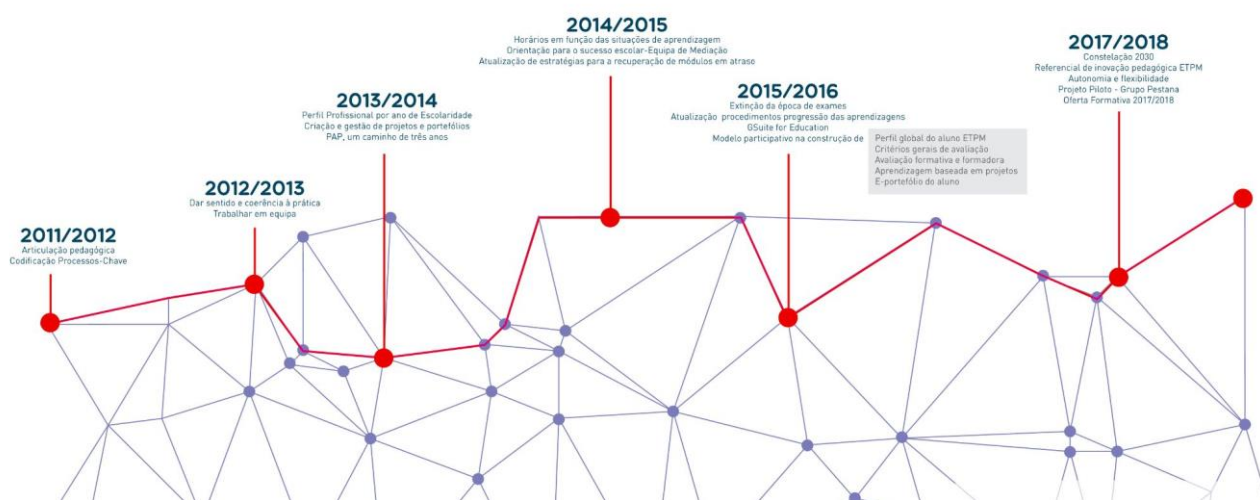 2011/2012
Articulação pedagógica
Codificação Processos-Chave
2012/2013
Dar sentido e coerência à prática
Trabalhar em equipa
2013/2014
Perfil Profissional por ano de Escolaridade
Criação e gestão de projetos e portefólios
PAP, um caminho de três anos
2014/2015
Horários em função das situações de aprendizagem
Orientação para o sucesso escolar-Equipa de Mediação
Atualização de estratégias para a recuperação de módulos em atraso
2015/2016
Extinção da época de exames
Atualização procedimentos progressão das aprendizagens
GSuite for Education
Modelo participativo na construção de
Perfil global do aluno ETPM
Critérios gerais de avaliação
Avaliação formativa e formadora
Aprendizagem baseada em projetos
E-portefólio do aluno
2017/2018
Constelação 2030
Referencial de inovação pedagógica ETPM
Autonomia e flexibilidade
Projeto Piloto - Grupo Pestana
Oferta Formativa 2017/2018